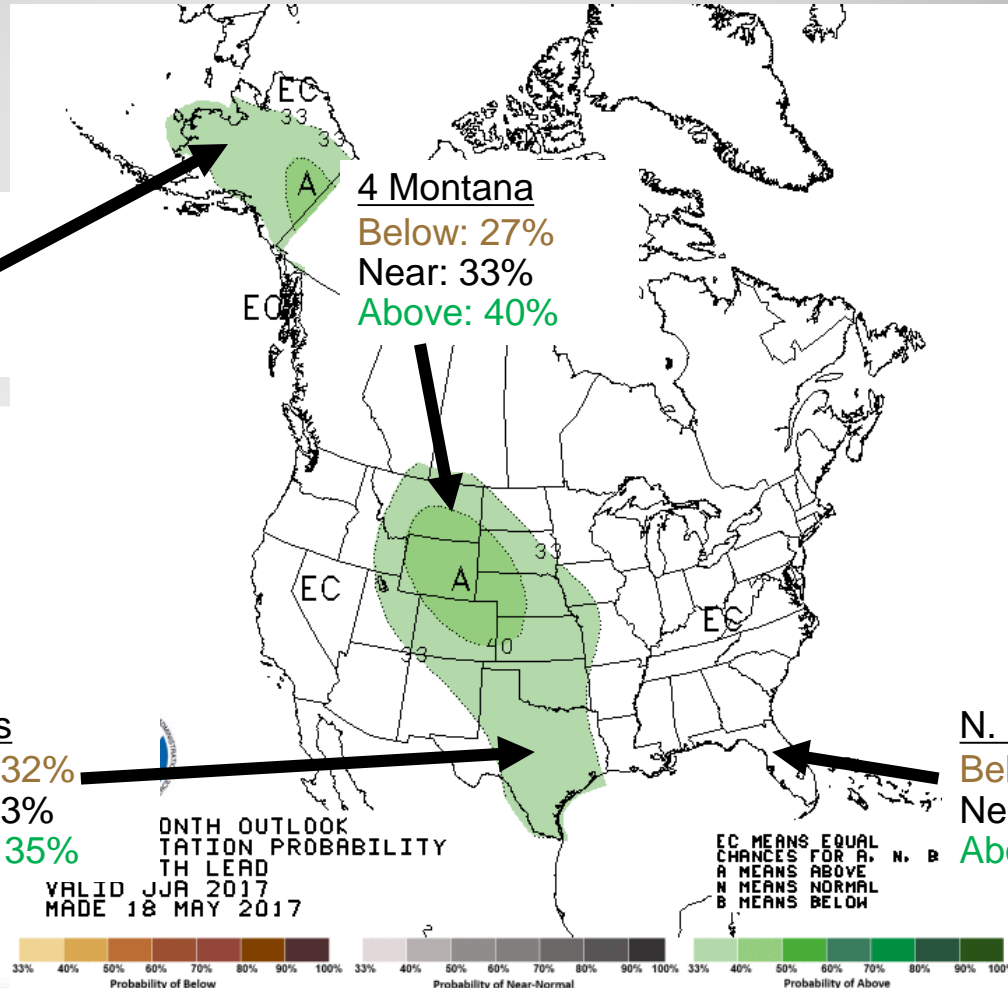 EC
33
33
A
4 Montana
Below: 27%
Near: 33%
Above: 40%
EC
33
EC
A
EC
33
40
s
32%
3%
35%
N.
Bel
Ne
Abo
ONTH OUTLOOK
TATION PROBABILITY
TH LEAD
VALID JJA 2017
MADE 18 MAY 2017
EC MEANS EQUAL
CHANCES FOR A, N, B
A MEANS ABOVE
N MEANS NORMAL
B MEANS BELOW
33% 40% 50% 60% 70% 80% 90% 100%
Probability of Below
33% 40% 50% 60% 70% 80% 90% 100%
Probability of Near-Normal
33% 40% 50% 60% 70% 80% 90% 100%
Probability of Above